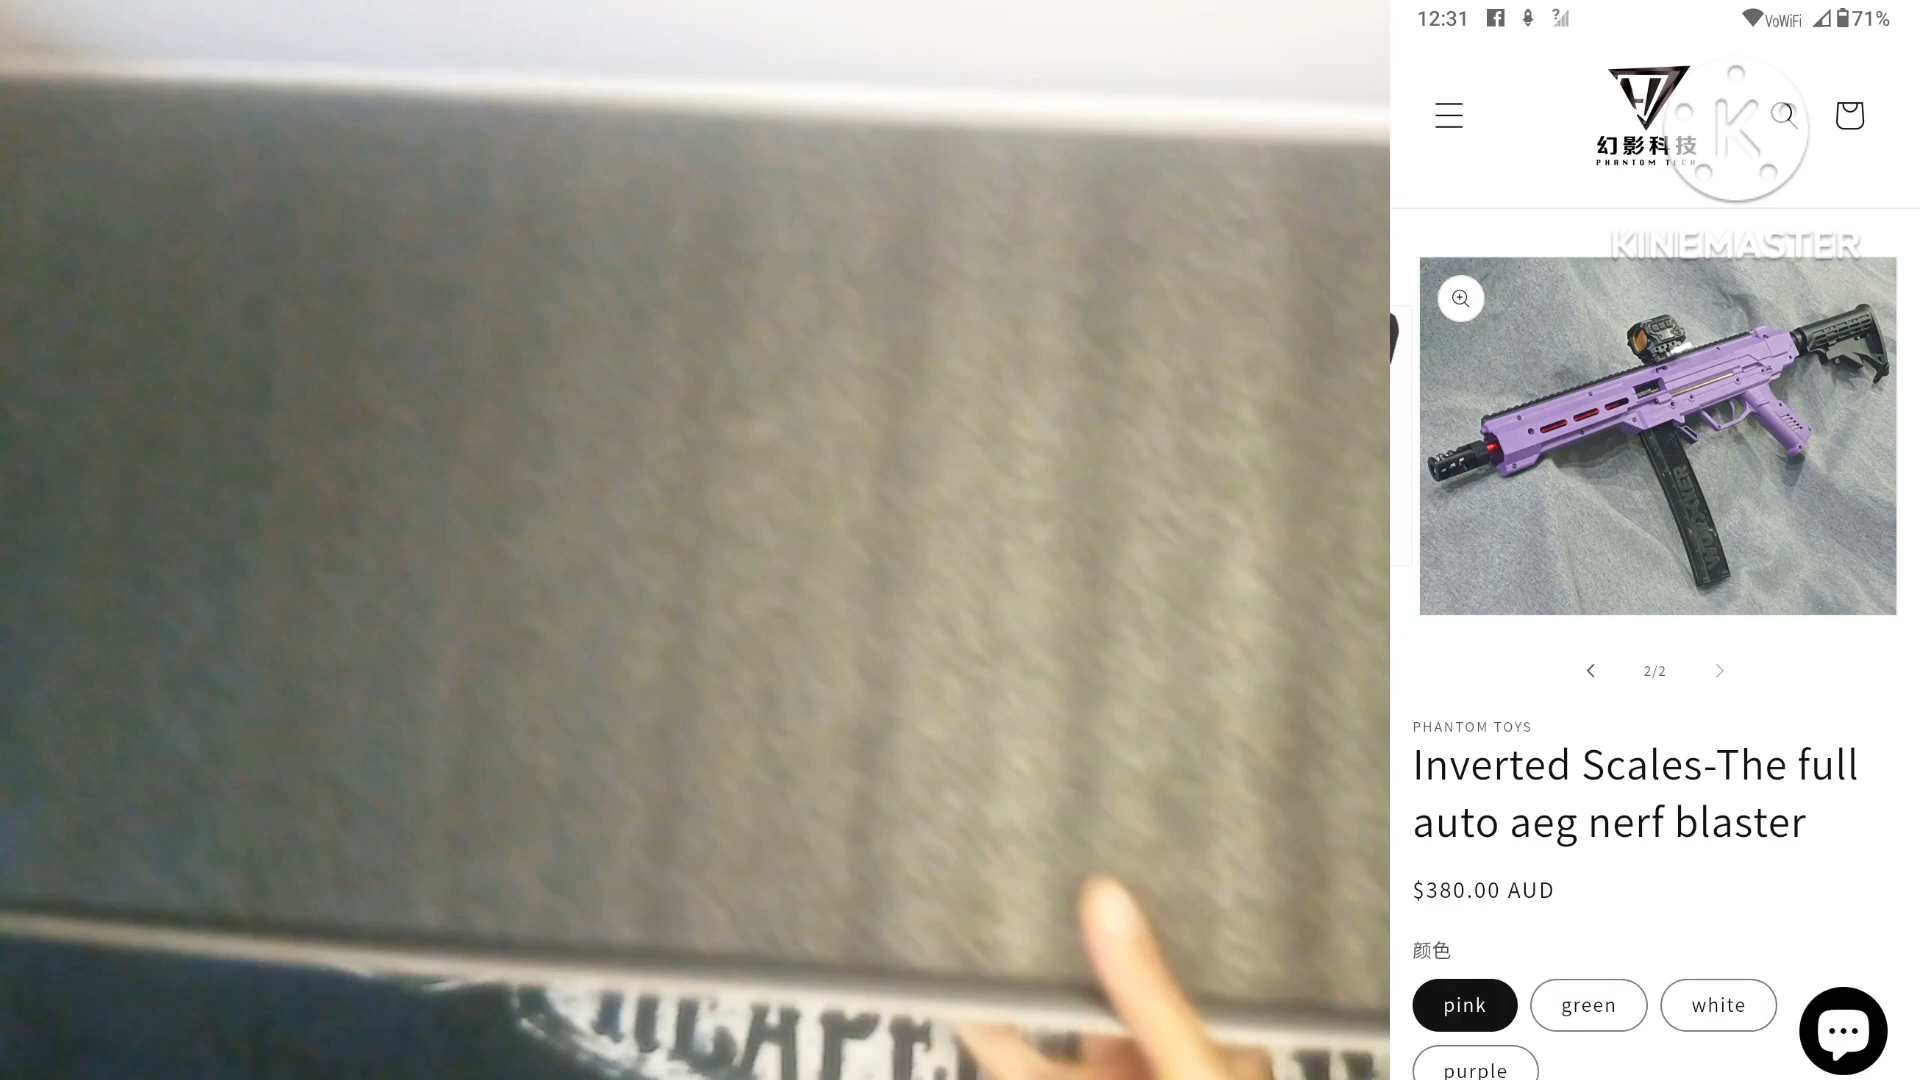 12:31
VoWiFi
71%
幻影科技
PHANTOM TECH
K
KINEMASTER
2/2
PHANTOM TOYS
Inverted Scales-The full
auto aeg nerf blaster
$380.00 AUD
颜色
pink
green
white
purple